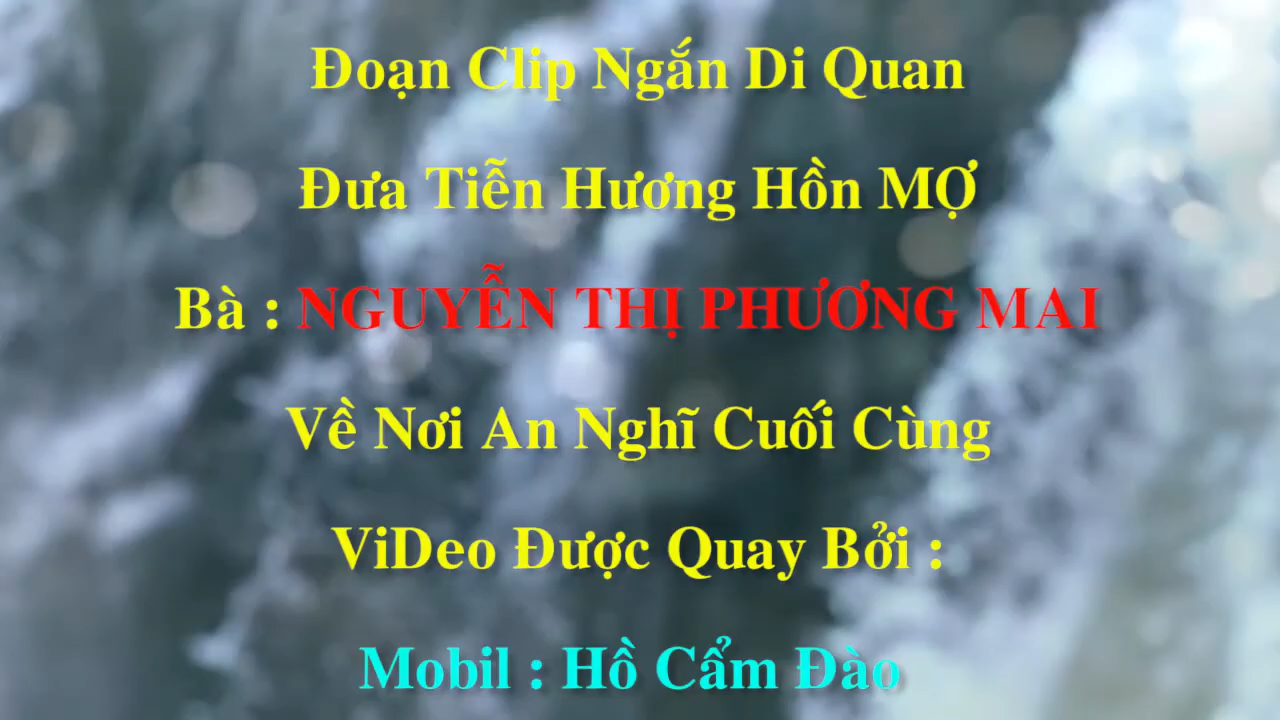 Đoạn Clip Ngắn Di Quan
Đưa Tiễn Hương Hồn MỢ
Bà : NGUYỄN THỊ PHƯƠNG MAI
Về Nơi An Nghĩ Cuối Cùng
ViDeo Được Quay Bởi :
Mobil : Hồ Cẩm Đào